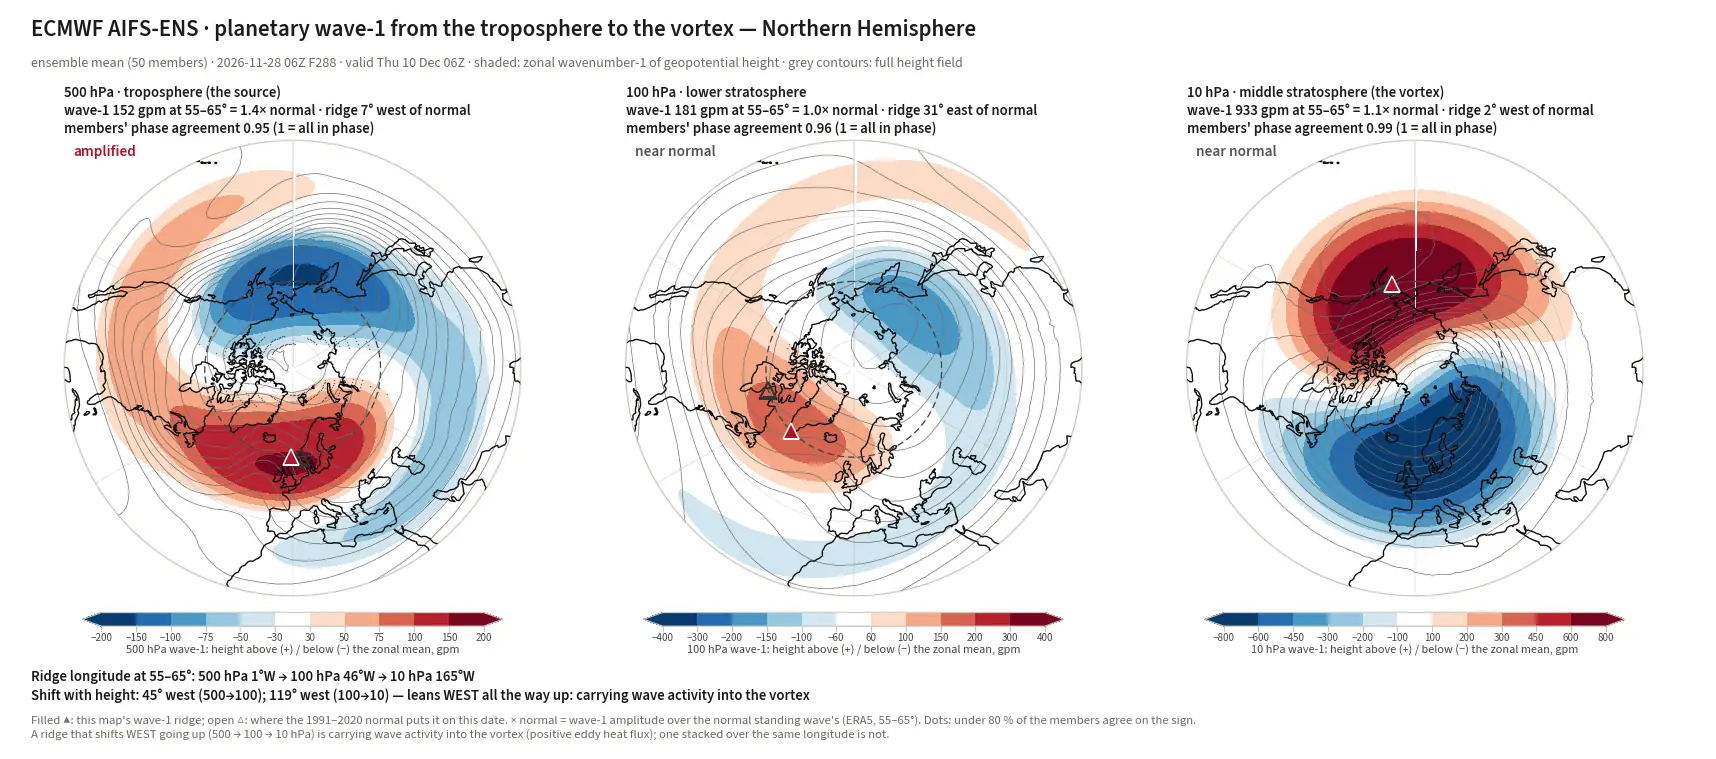 ECMWF AIFS-ENS · planetary wave-1 from the troposphere to the vortex — Northern Hemisphere
ensemble mean (50 members) · 2026-11-28 06Z F288 · valid Thu 10 Dec 06Z · shaded: zonal wavenumber-1 of geopotential height · grey contours: full height field
500 hPa · troposphere (the source)
wave-1 152 gpm at 55–65° = 1.4× normal · ridge 7° west of normal
members' phase agreement 0.95 (1 = all in phase)
amplified
100 hPa · lower stratosphere
wave-1 181 gpm at 55–65° = 1.0× normal · ridge 31° east of normal
members' phase agreement 0.96 (1 = all in phase)
near normal
10 hPa · middle stratosphere (the vortex)
wave-1 933 gpm at 55–65° = 1.1× normal · ridge 2° west of normal
members' phase agreement 0.99 (1 = all in phase)
near normal
−200 −150 −100 −75 −50 −30 30 50 75 100 150 200
500 hPa wave-1: height above (+) / below (−) the zonal mean, gpm
−400 −300 −200 −150 −100 −60 60 100 150 200 300 400
100 hPa wave-1: height above (+) / below (−) the zonal mean, gpm
−800 −600 −450 −300 −200 −100 100 200 300 450 600 800
10 hPa wave-1: height above (+) / below (−) the zonal mean, gpm
Ridge longitude at 55–65°: 500 hPa 1°W → 100 hPa 46°W → 10 hPa 165°W
Shift with height: 45° west (500→100); 119° west (100→10) — leans WEST all the way up: carrying wave activity into the vortex
Filled ▲: this map's wave-1 ridge; open △: where the 1991–2020 normal puts it on this date. × normal = wave-1 amplitude over the normal standing wave's (ERA5, 55–65°). Dots: under 80 % of the members agree on the sign.
A ridge that shifts WEST going up (500 → 100 → 10 hPa) is carrying wave activity into the vortex (positive eddy heat flux); one stacked over the same longitude is not.